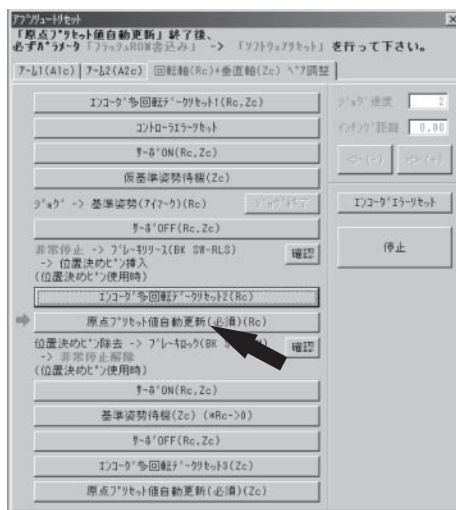 アブソリュートリセット
「原点プリセット値自動更新」終了後、
必ずパラメータ「フラッシュROM書込み」 -> 「ソフトウェアリセット」 を行って下さい。
アーム1(A1c)
アーム2(A2c)
回転軸(Rc)+垂直軸(Zc) ペア調整
エンコーダ多回転データリセット1(Rc,Zc)
コントローラエラーリセット
サーボON(Rc,Zc)
仮基準姿勢待機(Zc)
ジョグ -> 基準姿勢(アイマーク)(Rc)
ジョグ終了
サーボOFF(Rc,Zc)
非常停止 -> ブレーキリリース(BK SW-RLS)
-> 位置決めピン挿入
(位置決めピン使用時)
確認
エンコーダ多回転データリセット2(Rc)
原点プリセット値自動更新(必須)(Rc)
位置決めピン除去 -> ブレーキロック(BK
-> 非常停止解除
(位置決めピン使用時)
確認
サーボON(Rc,Zc)
基準姿勢待機(Zc) (*Rc->0)
サーボOFF(Rc,Zc)
エンコーダ多回転データリセット3(Zc)
原点プリセット値自動更新(必須)(Zc)
ジョグ速度 2
インチング距離 0.00
<=(-)
=>(+)
エンコーダエラーリセット
停止